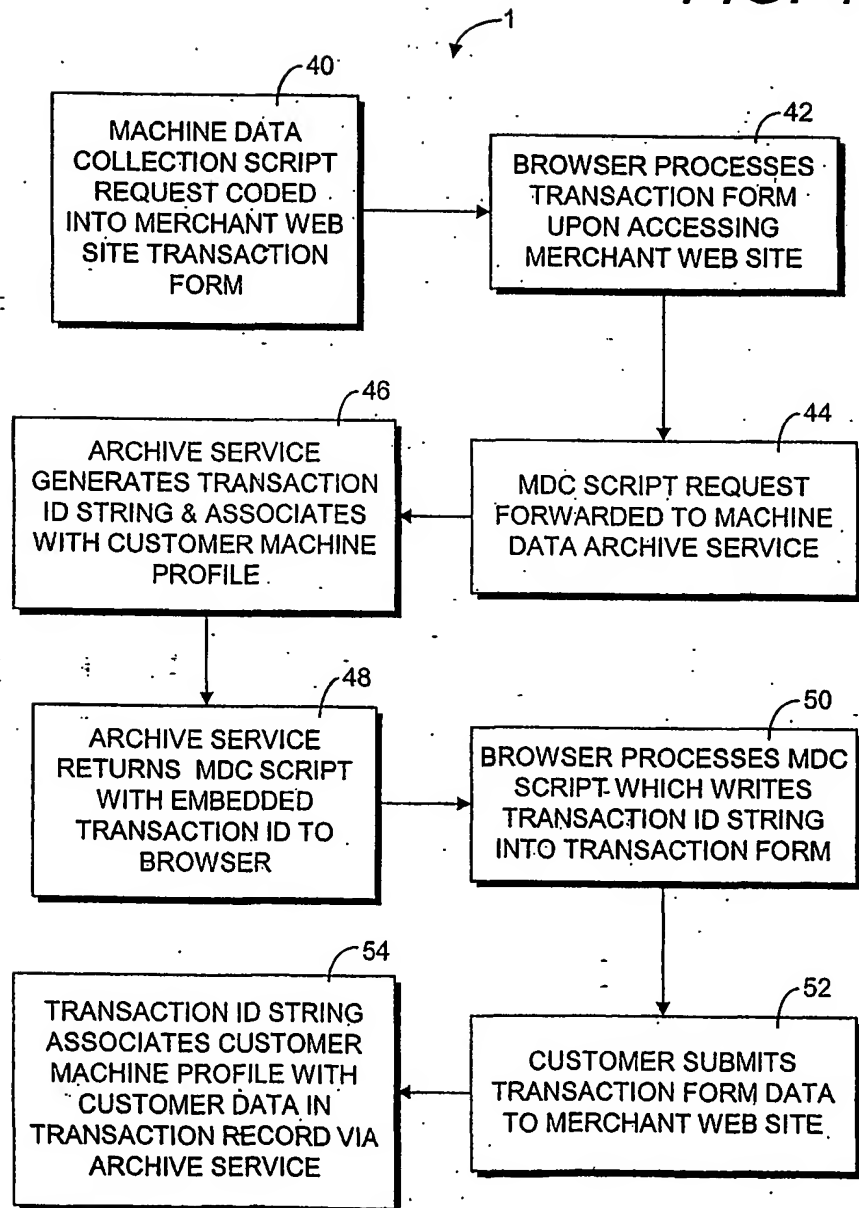 1
40
MACHINE DATA
COLLECTION SCRIPT
REQUEST CODED
INTO MERCHANT WEB
SITE TRANSACTION
FORM
42
BROWSER PROCESSES
TRANSACTION FORM
UPON ACCESSING
MERCHANT WEB SITE
44
MDC SCRIPT REQUEST
FORWARDED TO MACHINE
DATA ARCHIVE SERVICE
46
ARCHIVE SERVICE
GENERATES TRANSACTION
ID STRING & ASSOCIATES
WITH CUSTOMER MACHINE
PROFILE
48
ARCHIVE SERVICE
RETURNS MDC SCRIPT
WITH EMBEDDED
TRANSACTION ID TO
BROWSER
50
BROWSER PROCESSES MDC
SCRIPT WHICH WRITES
TRANSACTION ID STRING
INTO TRANSACTION FORM
52
CUSTOMER SUBMITS
TRANSACTION FORM DATA
TO MERCHANT WEB SITE
54
TRANSACTION ID STRING
ASSOCIATES CUSTOMER
MACHINE PROFILE WITH
CUSTOMER DATA IN
TRANSACTION RECORD VIA
ARCHIVE SERVICE